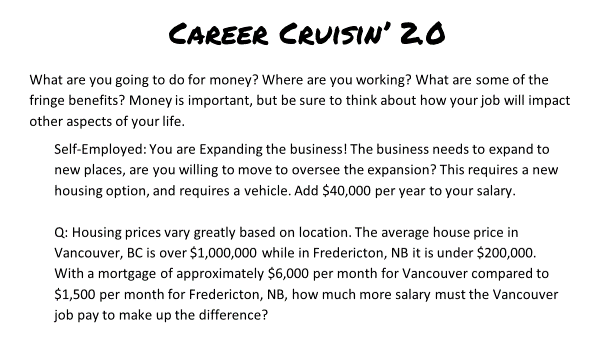 Career Cruisin' 2.0
What are you going to do for money? Where are you working? What are some of the
fringe benefits? Money is important, but be sure to think about how your job will impact
other aspects of your life.
Self-Employed: You are Expanding the business! The business needs to expand to
new places, are you willing to move to oversee the expansion? This requires a new
housing option, and requires a vehicle. Add $40,000 per year to your salary.
Q: Housing prices vary greatly based on location. The average house price in
Vancouver, BC is over $1,000,000 while in Fredericton, NB it is under $200,000.
With a mortgage of approximately $6,000 per month for Vancouver compared to
$1,500 per month for Fredericton, NB, how much more salary must the Vancouver
job pay to make up the difference?